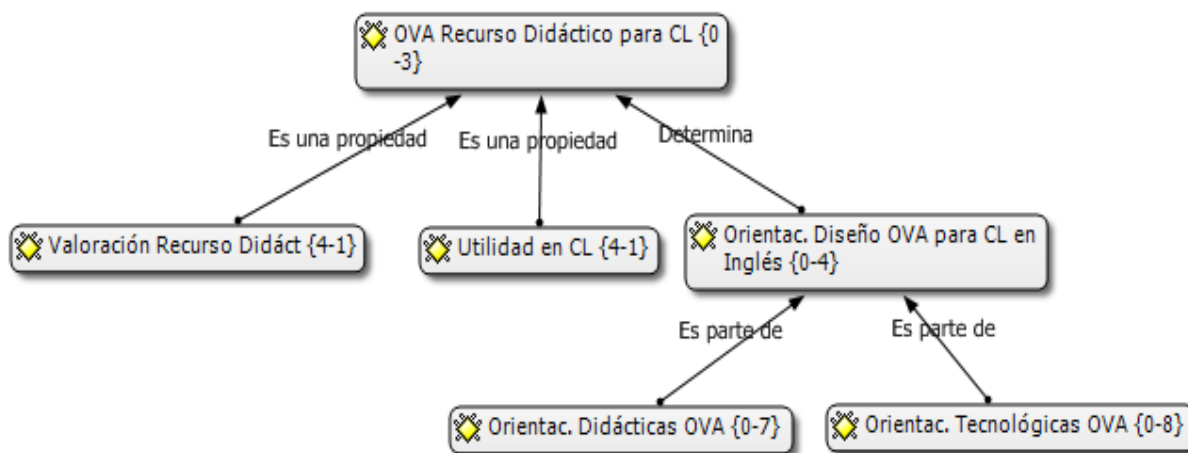 OVA Recurso Didáctico para CL {0
-3}
Es una propiedad
Es una propiedad
Determina
Valoración Recurso Didáct {4-1}
Utilidad en CL {4-1}
Orientac. Diseño OVA para CL en
Inglés {0-4}
Es parte de
Es parte de
Orientac. Didácticas OVA {0-7}
Orientac. Tecnológicas OVA {0-8}